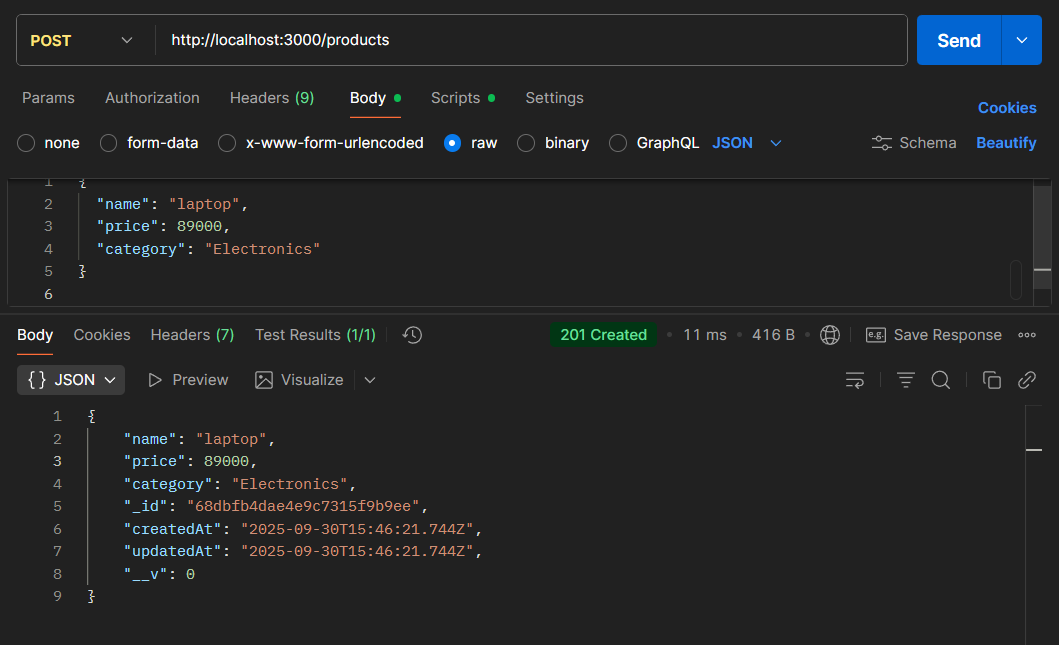 POST http://localhost:3000/products Send
Params Authorization Headers (9) Body Scripts Settings Cookies
none form-data x-www-form-urlencoded raw binary GraphQL JSON Schema Beautify
1 {
2 "name": "laptop",
3 "price": 89000,
4 "category": "Electronics"
5 }
6
Body Cookies Headers (7) Test Results (1/1) 201 Created • 11 ms • 416 B • e.g. Save Response
{} JSON Preview Visualize
1 {
2 "name": "laptop",
3 "price": 89000,
4 "category": "Electronics",
5 "_id": "68dbfb4dae4e9c7315f9b9ee",
6 "createdAt": "2025-09-30T15:46:21.744Z",
7 "updatedAt": "2025-09-30T15:46:21.744Z",
8 "__v": 0
9 }